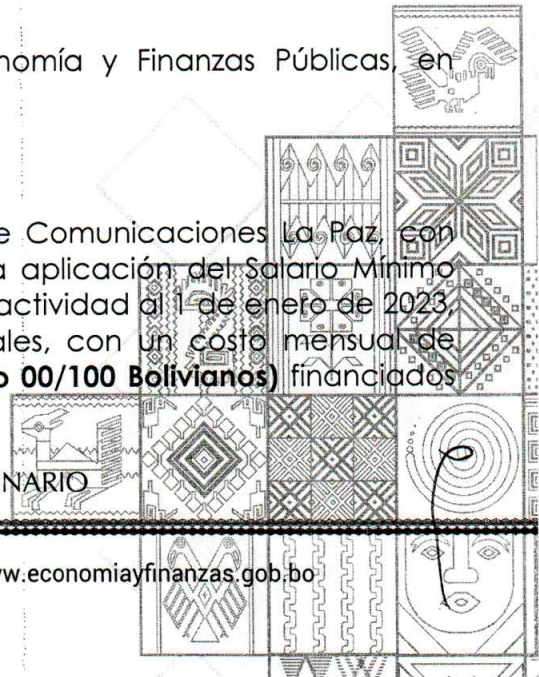 nomía y Finanzas Públicas, en
e Comunicaciones La Paz, con
a aplicación del Salario Mínimo
actividad al 1 de enero de 2023,
ales, con un costo mensual de
o 00/100 Bolivianos) financiados
NARIO
w.economiayfinanzas.gob.bo